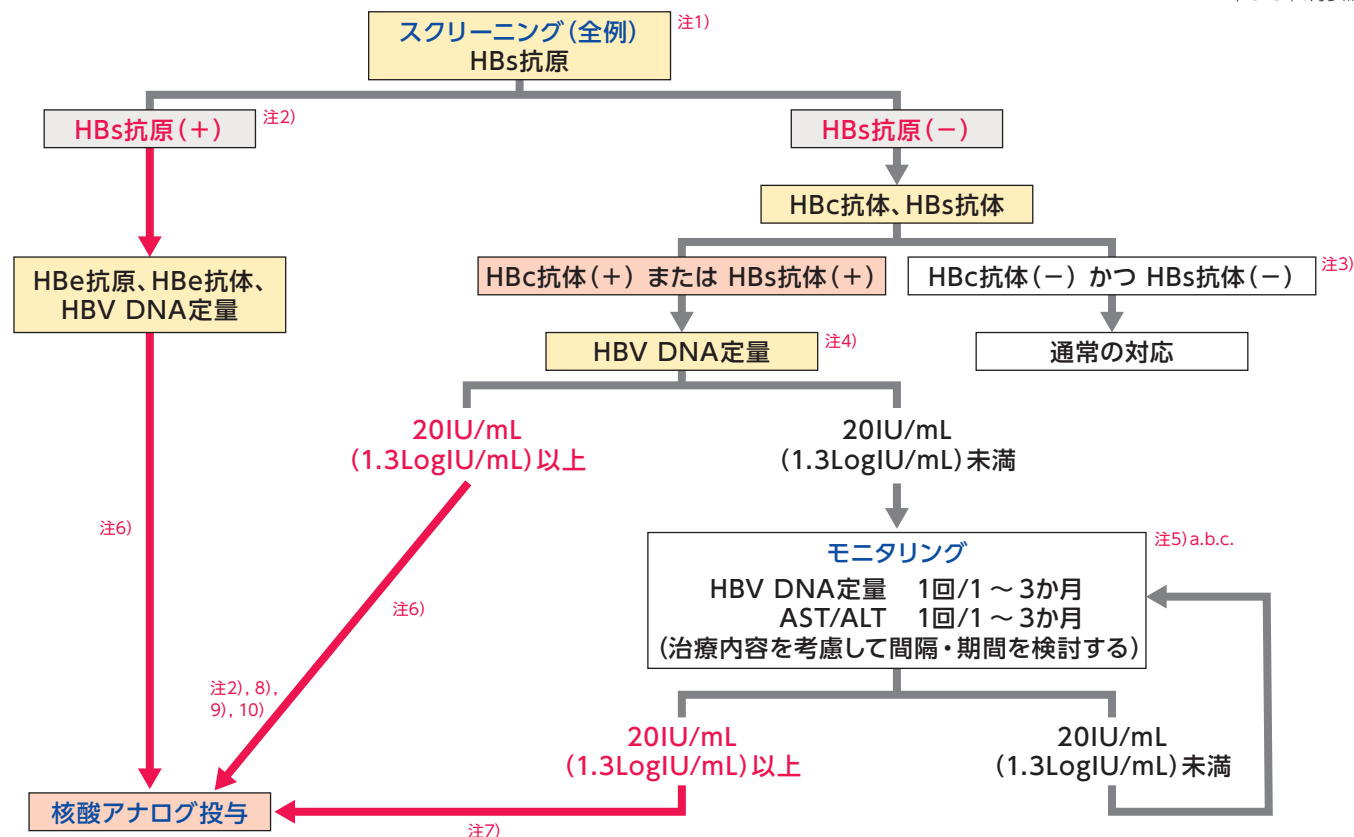 スクリーニング(全例)
HBs抗原
注1)
HBs抗原(+)
注2)
HBs抗原(-)
HBc抗体、HBs抗体
HBe抗原、HBe抗体、
HBV DNA定量
HBc抗体(+) または HBs抗体(+)
HBc抗体(-) かつ HBs抗体(-)
注3)
HBV DNA定量
注4)
通常の対応
20IU/mL
(1.3LogIU/mL)以上
20IU/mL
(1.3LogIU/mL)未満
注6)
注6)
モニタリング
注5)a.b.c.
HBV DNA定量 1回/1~3か月
AST/ALT 1回/1~3か月
(治療内容を考慮して間隔・期間を検討する)
注2), 8),
9), 10)
20IU/mL
(1.3LogIU/mL)以上
20IU/mL
(1.3LogIU/mL)未満
核酸アナログ投与
注7)